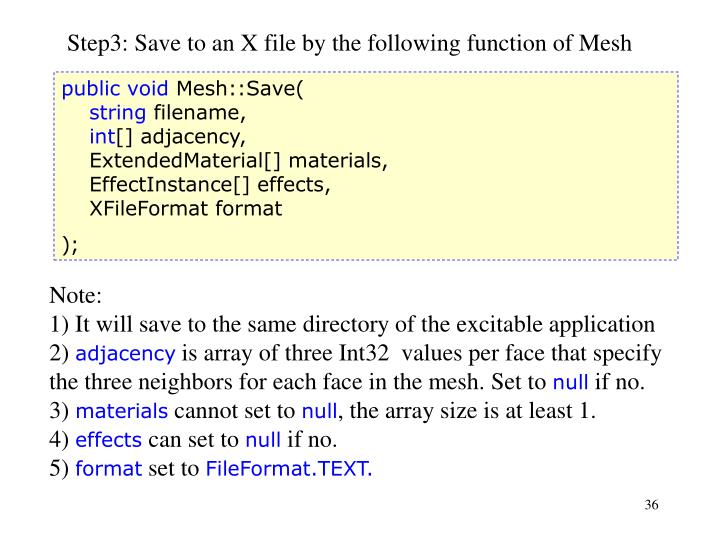 Step3: Save to an X file by the following function of Mesh
public void Mesh::Save(
string filename,
int[] adjacency,
ExtendedMaterial[] materials,
EffectInstance[] effects,
XFileFormat format
);
Note:
1) It will save to the same directory of the excitable application
2) adjacency is array of three Int32 values per face that specify
the three neighbors for each face in the mesh. Set to null if no.
3) materials cannot set to null, the array size is at least 1.
4) effects can set to null if no.
5) format set to FileFormat.TEXT.
36